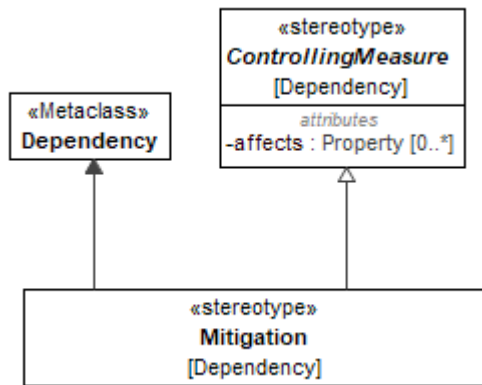 «stereotype»
ControllingMeasure
[Dependency]
attributes
-affects : Property [0..*]
«Metaclass»
Dependency
«stereotype»
Mitigation
[Dependency]